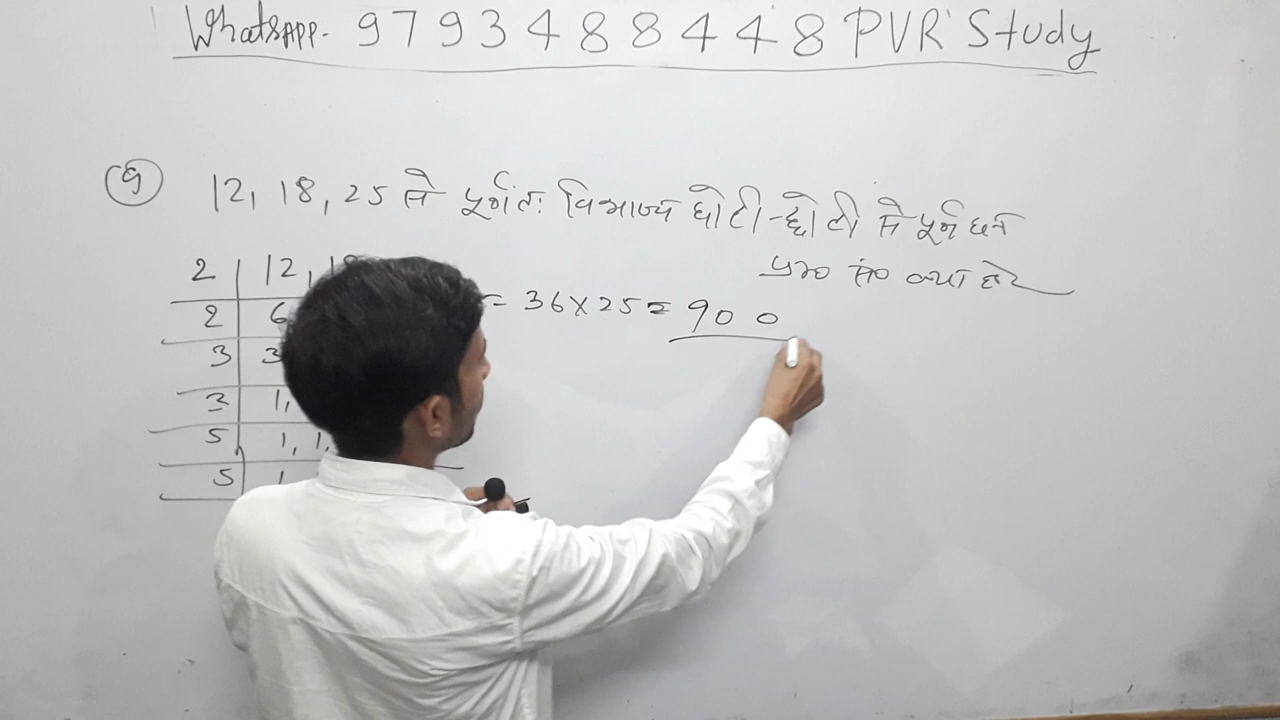 WhatsAPP- 9793488448 PVR Study
9 12, 18, 25 से पूर्णतः विभाज्य छोटी-छोटी से पूर्ण घन
प्रा० सं० क्या है
2 12, 18
2 6 = 36×25 = 900
3 3
3 1,
5 1, 1,
5 1